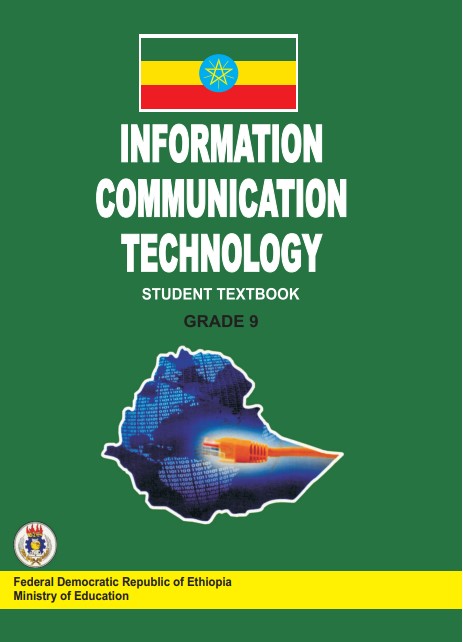 INFORMATION
COMMUNICATION
TECHNOLOGY
STUDENT TEXTBOOK
GRADE 9
Federal Democratic Republic of Ethiopia
Ministry of Education